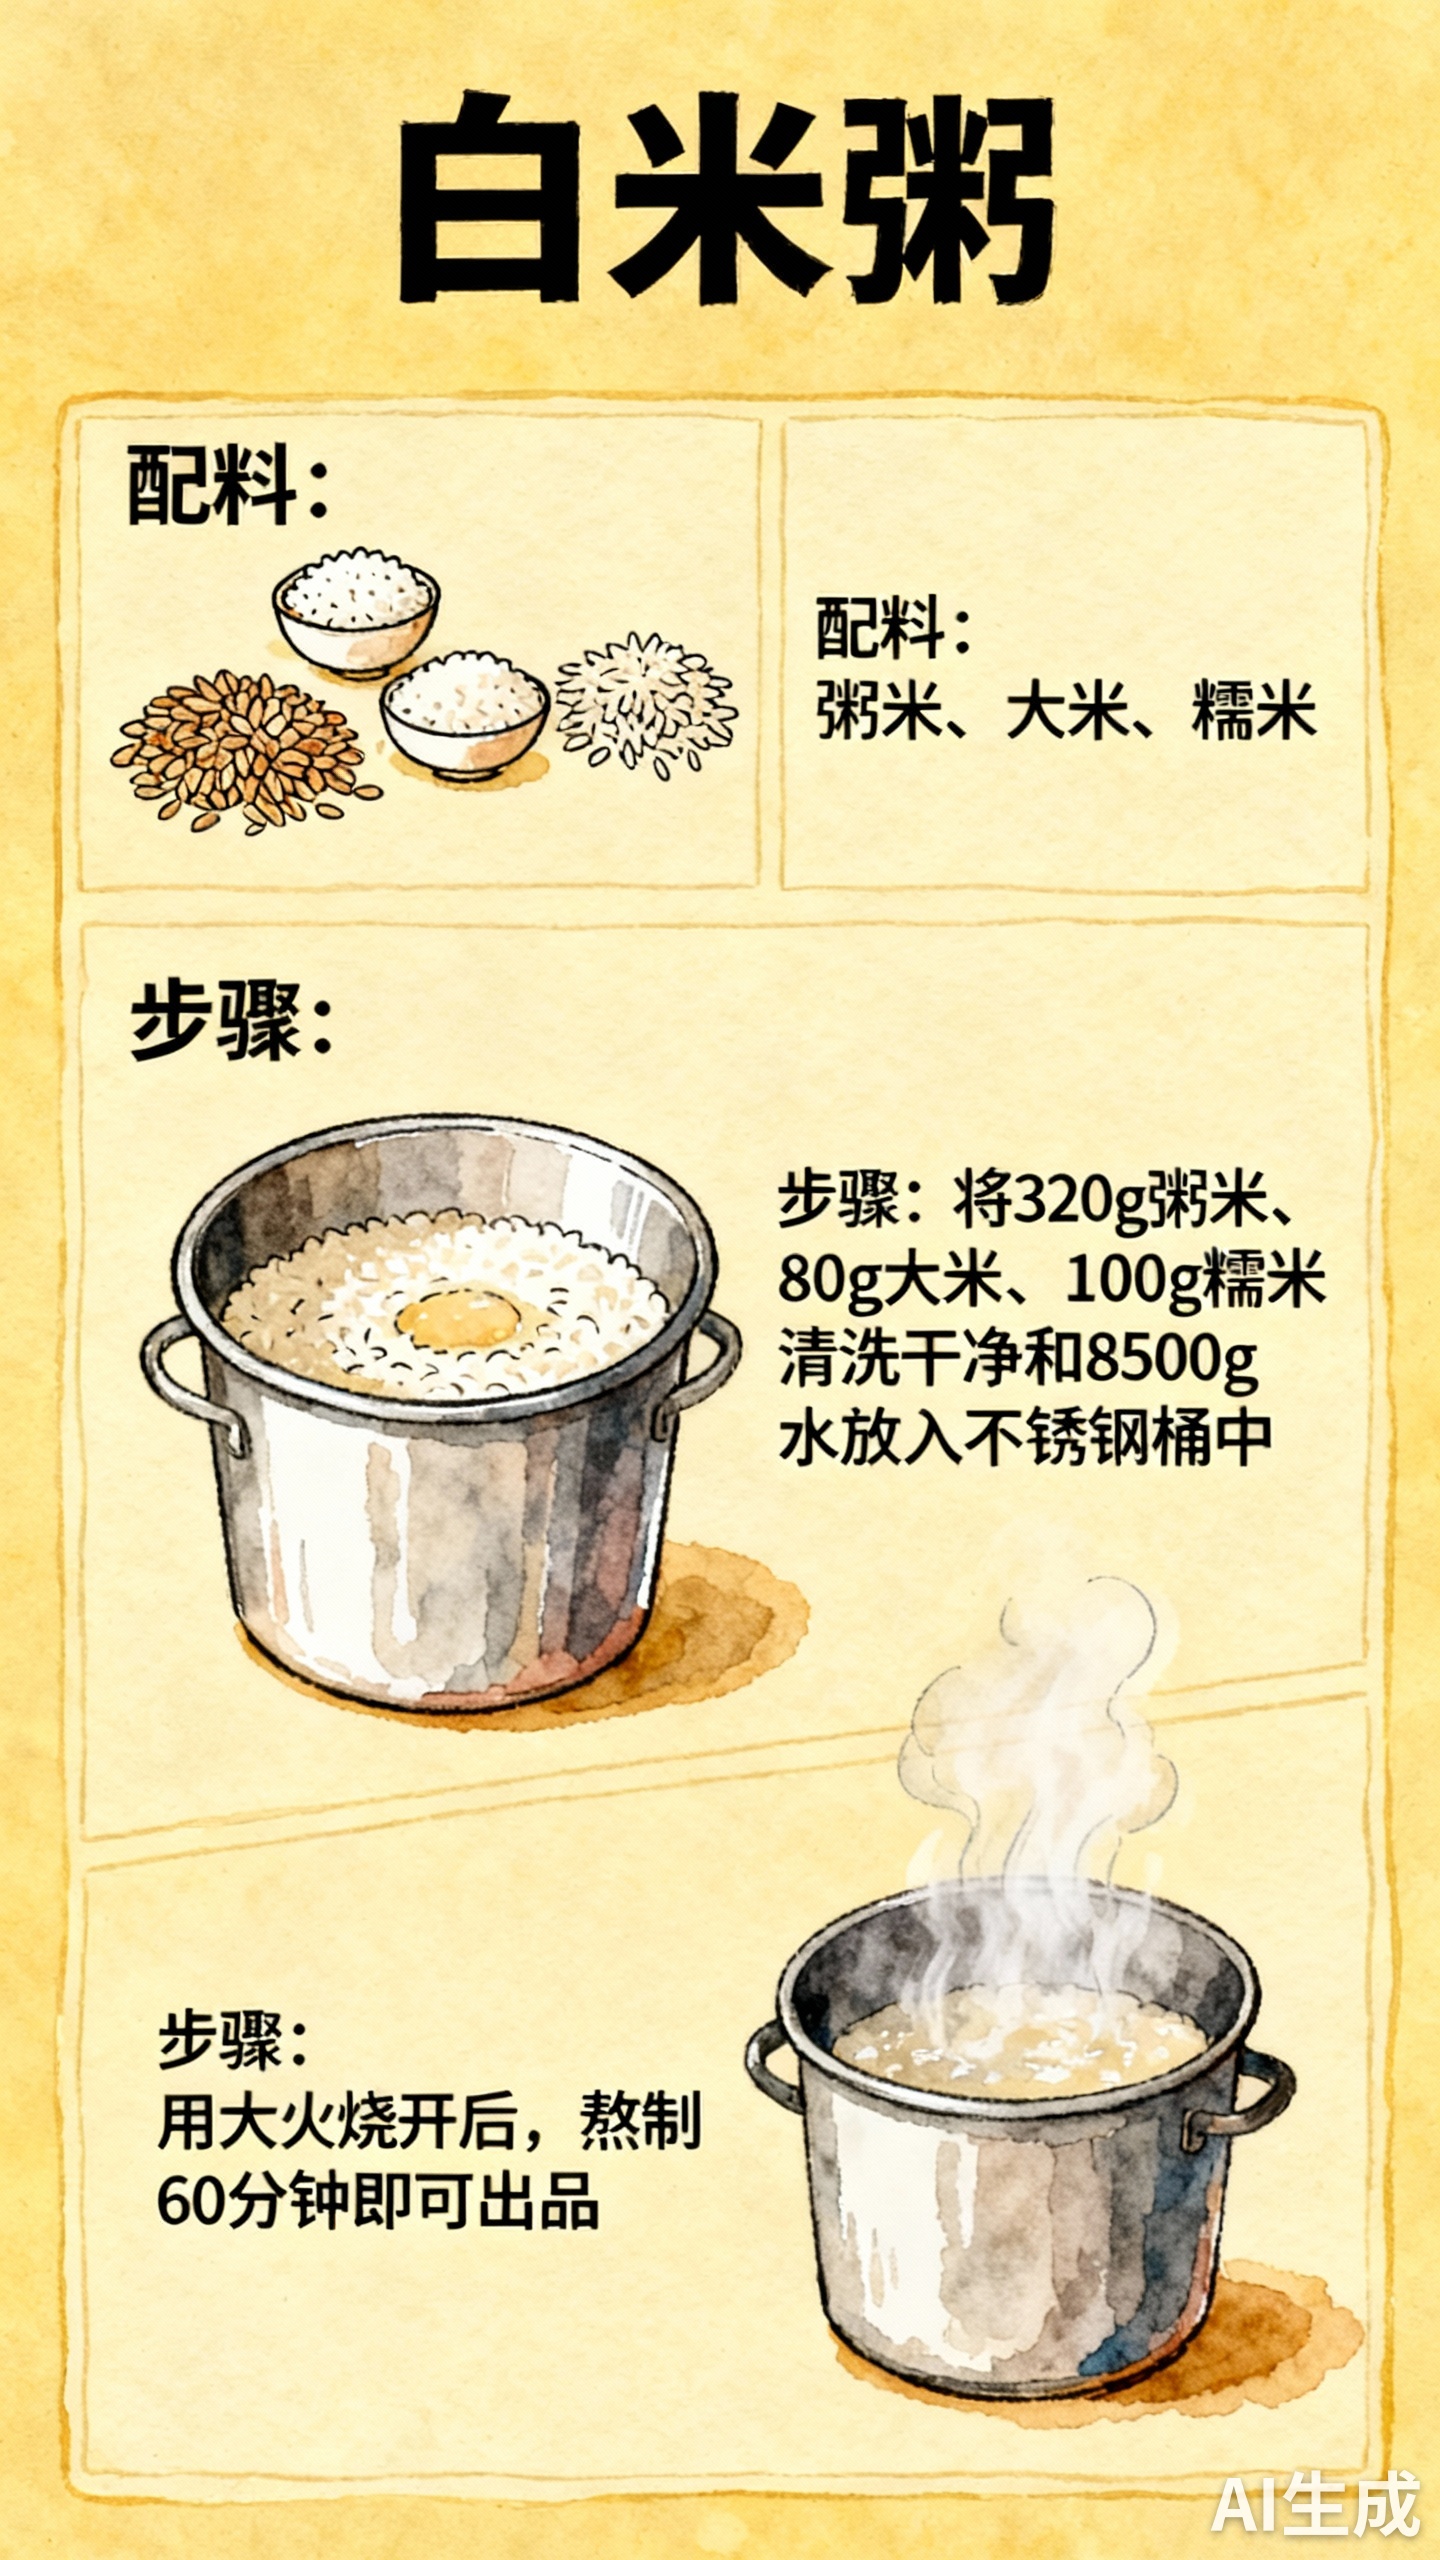 白米粥
配料：
配料：
粥米、大米、糯米
步骤：
步骤：将320g粥米、
80g大米、100g糯米
清洗干净和8500g
水放入不锈钢桶中
步骤：
用大火烧开后，熬制
60分钟即可出品
AI生成